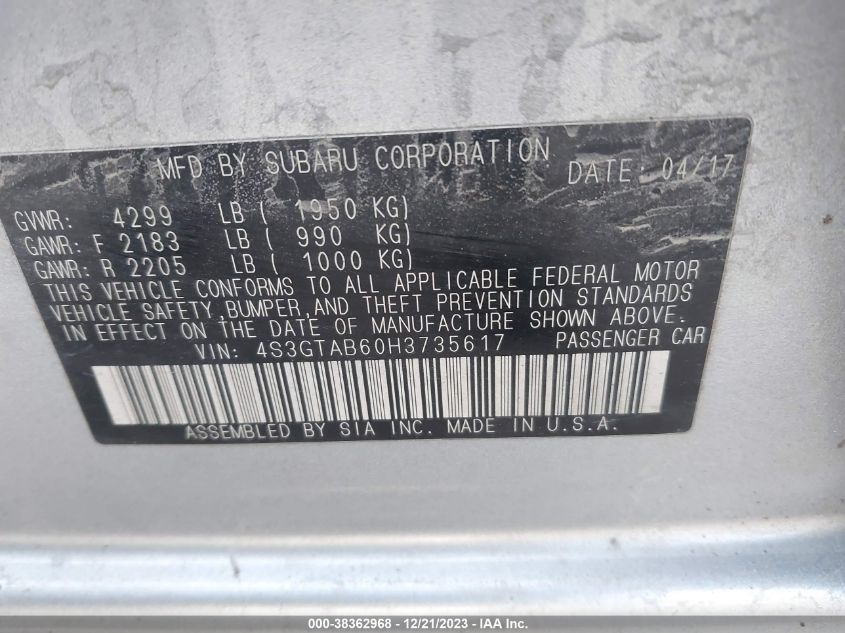 MFD BY SUBARU CORPORATION DATE: 04/17
GVWR: 4299 LB ( 1950 KG)
GAWR: F 2183 LB ( 990 KG)
GAWR: R 2205 LB ( 1000 KG)
THIS VEHICLE CONFORMS TO ALL APPLICABLE FEDERAL MOTOR
VEHICLE SAFETY,BUMPER,AND THEFT PREVENTION STANDARDS
IN EFFECT ON THE DATE OF MANUFACTURE SHOWN ABOVE.
VIN: 4S3GTAB60H3735617 PASSENGER CAR
ASSEMBLED BY SIA INC. MADE IN U.S.A.
000-38362968 - 12/21/2023 - IAA Inc.